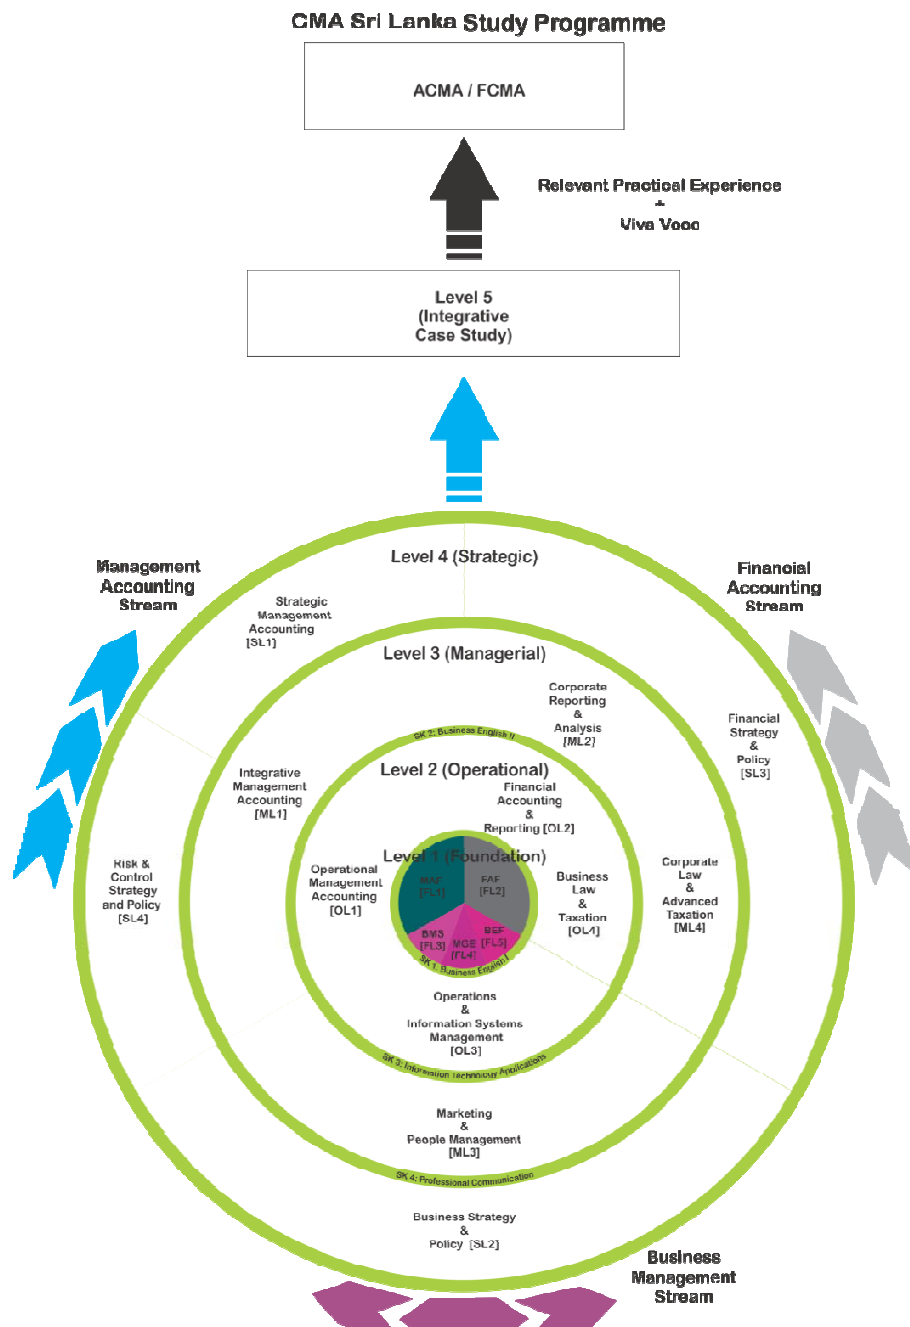 CMA Sri Lanka Study Programme
ACMA / FCMA
Relevant Practical Experience
+
Viva Voce
Level 5
(Integrative
Case Study)
Level 4 (Strategic)
Management
Accounting
Stream
Financial
Accounting
Stream
Strategic
Management
Accounting
[SL1]
Level 3 (Managerial)
Corporate
Reporting
&
Analysis
[ML2]
Financial
Strategy
&
Policy
[SL3]
SK 2: Business English II
Level 2 (Operational)
Integrative
Management
Accounting
[ML1]
Financial
Accounting
&
Reporting [OL2]
Level 1 (Foundation)
Risk &
Control
Strategy
and Policy
[SL4]
Operational
Management
Accounting
[OL1]
MAF
[FL1]
FAF
[FL2]
Business
Law
&
Taxation
[OL4]
Corporate
Law
&
Advanced
Taxation
[ML4]
BMS
[FL3]
MGE
[FL4]
BEF
[FL5]
SK 1: Business English I
Operations
&
Information Systems
Management
[OL3]
SK 3: Information Technology Applications
Marketing
&
People Management
[ML3]
SK 4: Professional Communication
Business Strategy
&
Policy [SL2]
Business
Management
Stream